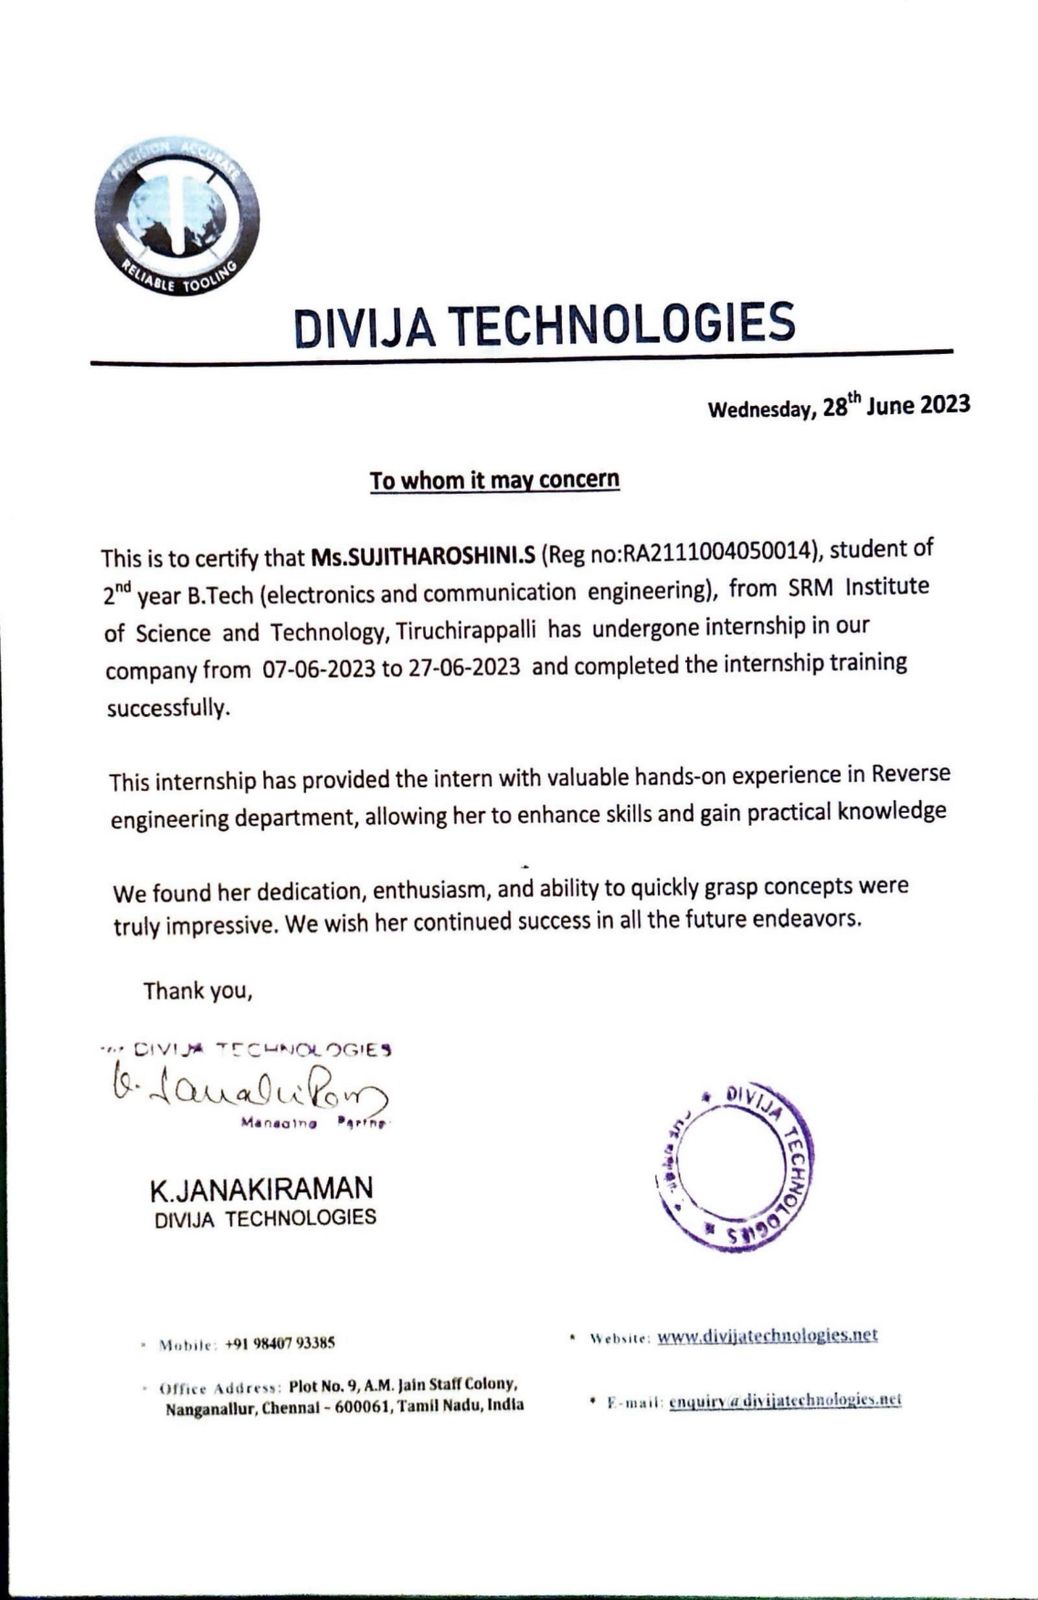 PRECISION ACCURATE
RELIABLE TOOLING
DIVIJA TECHNOLOGIES
Wednesday, 28th June 2023
To whom it may concern
This is to certify that Ms.SUJITHAROSHINI.S (Reg no:RA2111004050014), student of
2nd year B.Tech (electronics and communication engineering), from SRM Institute
of Science and Technology, Tiruchirappalli has undergone internship in our
company from 07-06-2023 to 27-06-2023 and completed the internship training
successfully.
This internship has provided the intern with valuable hands-on experience in Reverse
engineering department, allowing her to enhance skills and gain practical knowledge
We found her dedication, enthusiasm, and ability to quickly grasp concepts were
truly impressive. We wish her continued success in all the future endeavors.
Thank you,
DIVIJA TECHNOLOGIES
K. Janakiram
Managing Partner
K.JANAKIRAMAN
DIVIJA TECHNOLOGIES
DIVIJA TECHNOLOGIES
Mobile: +91 98407 93385
Website: www.divijatechnologies.net
Office Address: Plot No. 9, A.M. Jain Staff Colony,
Nanganallur, Chennai – 600061, Tamil Nadu, India
E-mail: enquiry@divijatechnologies.net